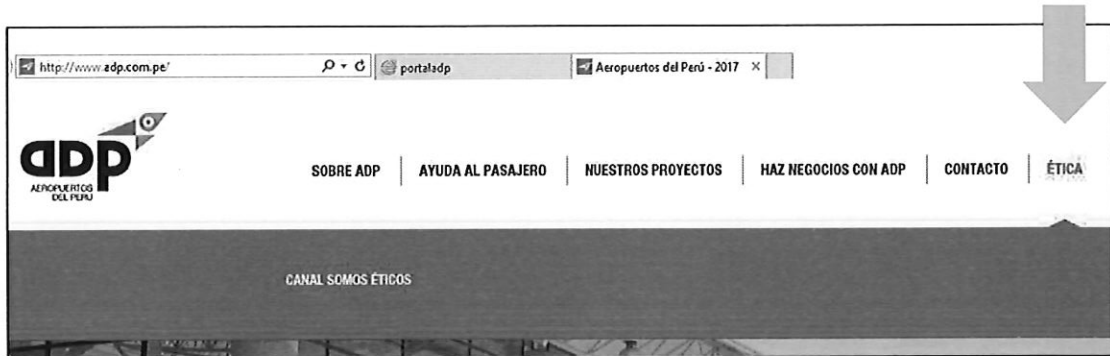 http://www.adp.com.pe/
portaladp
Aeropuertos del Perú - 2017
adp
AEROPUERTOS
DEL PERU
SOBRE ADP
AYUDA AL PASAJERO
NUESTROS PROYECTOS
HAZ NEGOCIOS CON ADP
CONTACTO
ÉTICA
CANAL SOMOS ÉTICOS